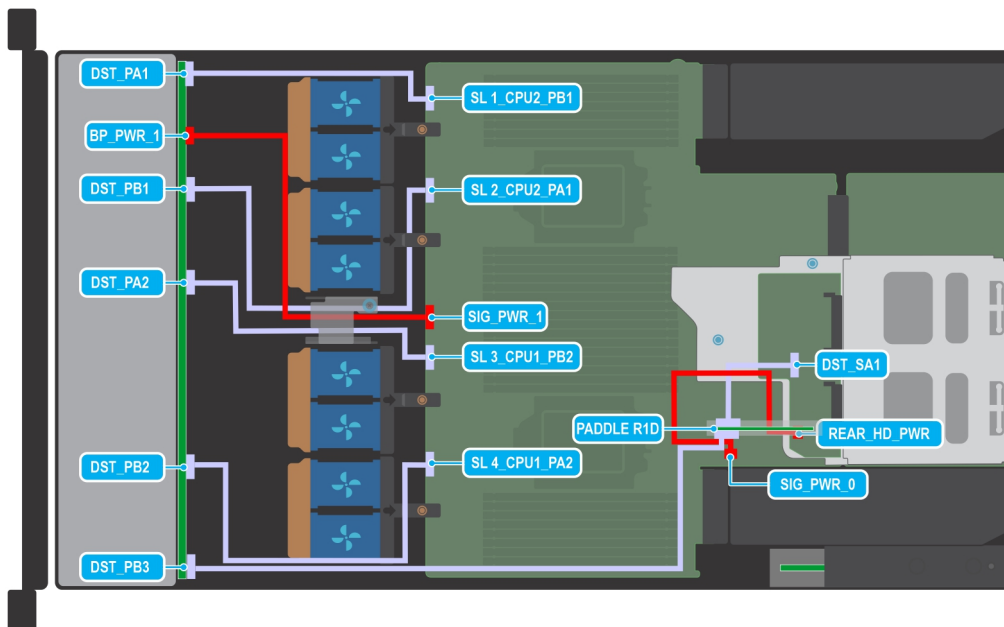 DST_PA1
BP_PWR_1
DST_PB1
DST_PA2
DST_PB2
DST_PB3
SL 1_CPU2_PB1
SL 2_CPU2_PA1
SIG_PWR_1
SL 3_CPU1_PB2
SL 4_CPU1_PA2
DST_SA1
PADDLE R1D
REAR_HD_PWR
SIG_PWR_0